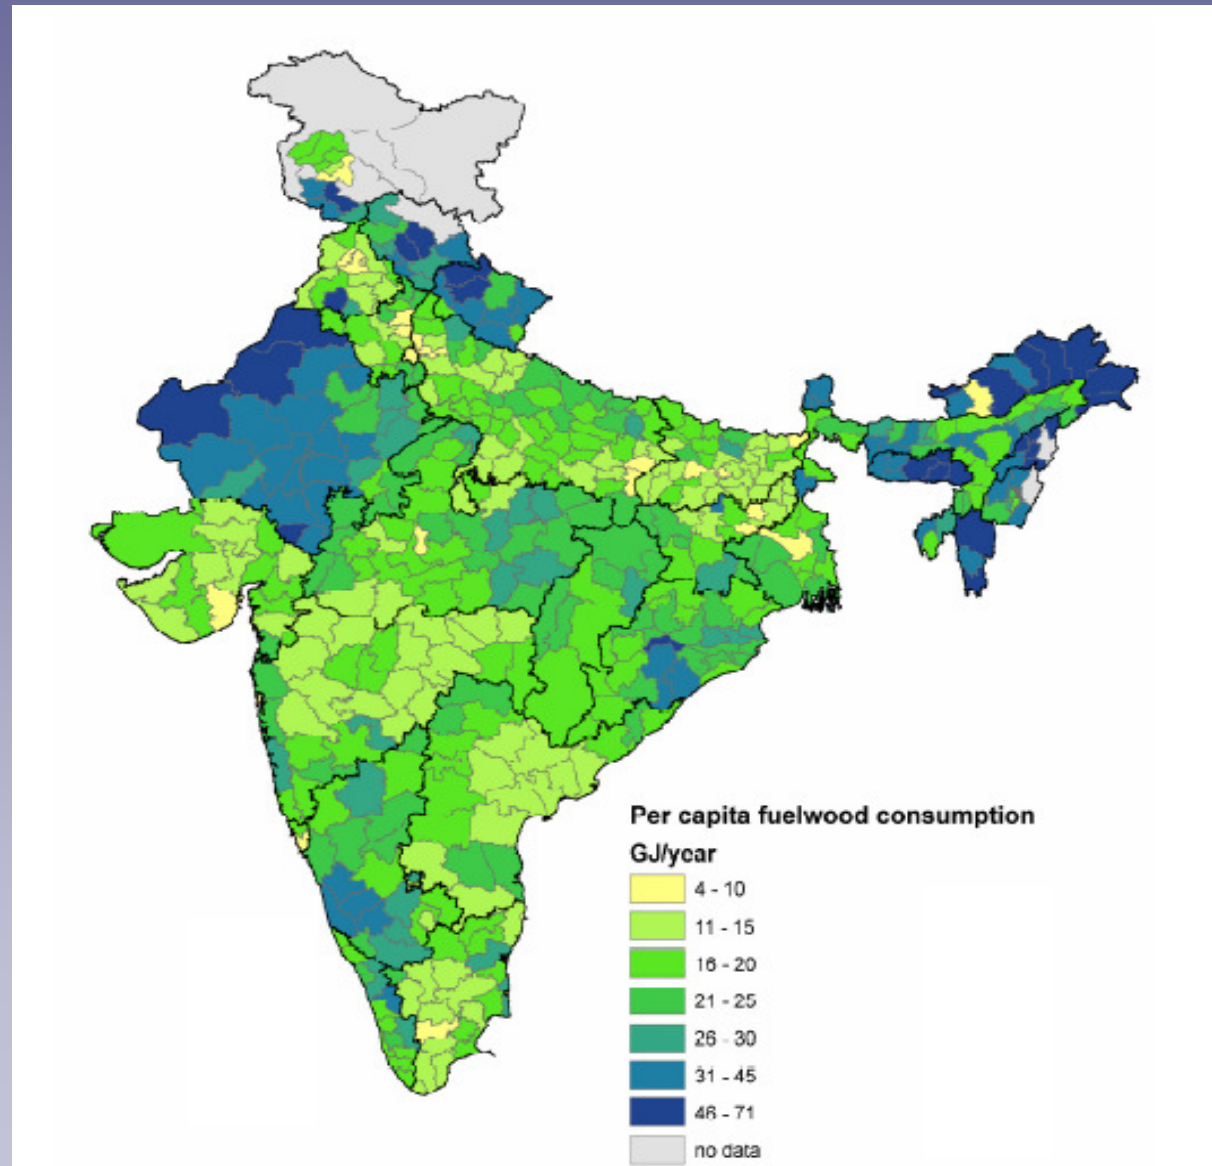 Per capita fuelwood consumption
GJ/year
4 - 10
11 - 15
16 - 20
21 - 25
26 - 30
31 - 45
46 - 71
no data